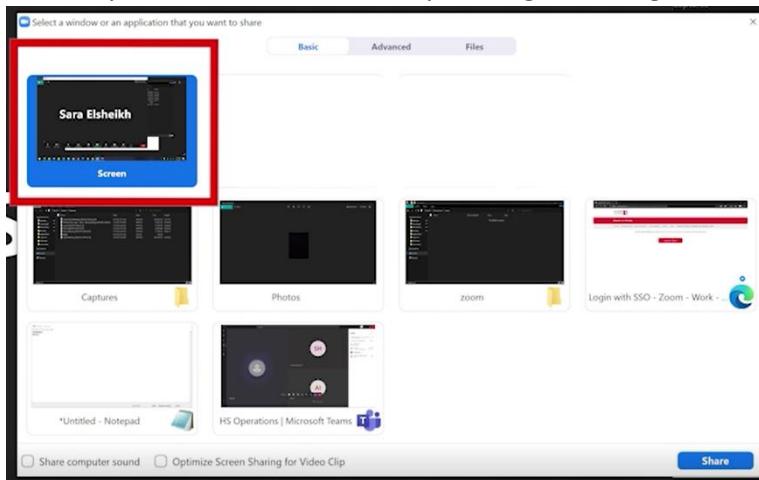 Select a window or an application that you want to share
Basic Advanced Files
Sara Elsheikh
Screen
Captures
Photos
zoom
Login with SSO - Zoom - Work - ...
*Untitled - Notepad
HS Operations | Microsoft Teams
SH
AI
Share computer sound Optimize Screen Sharing for Video Clip Share